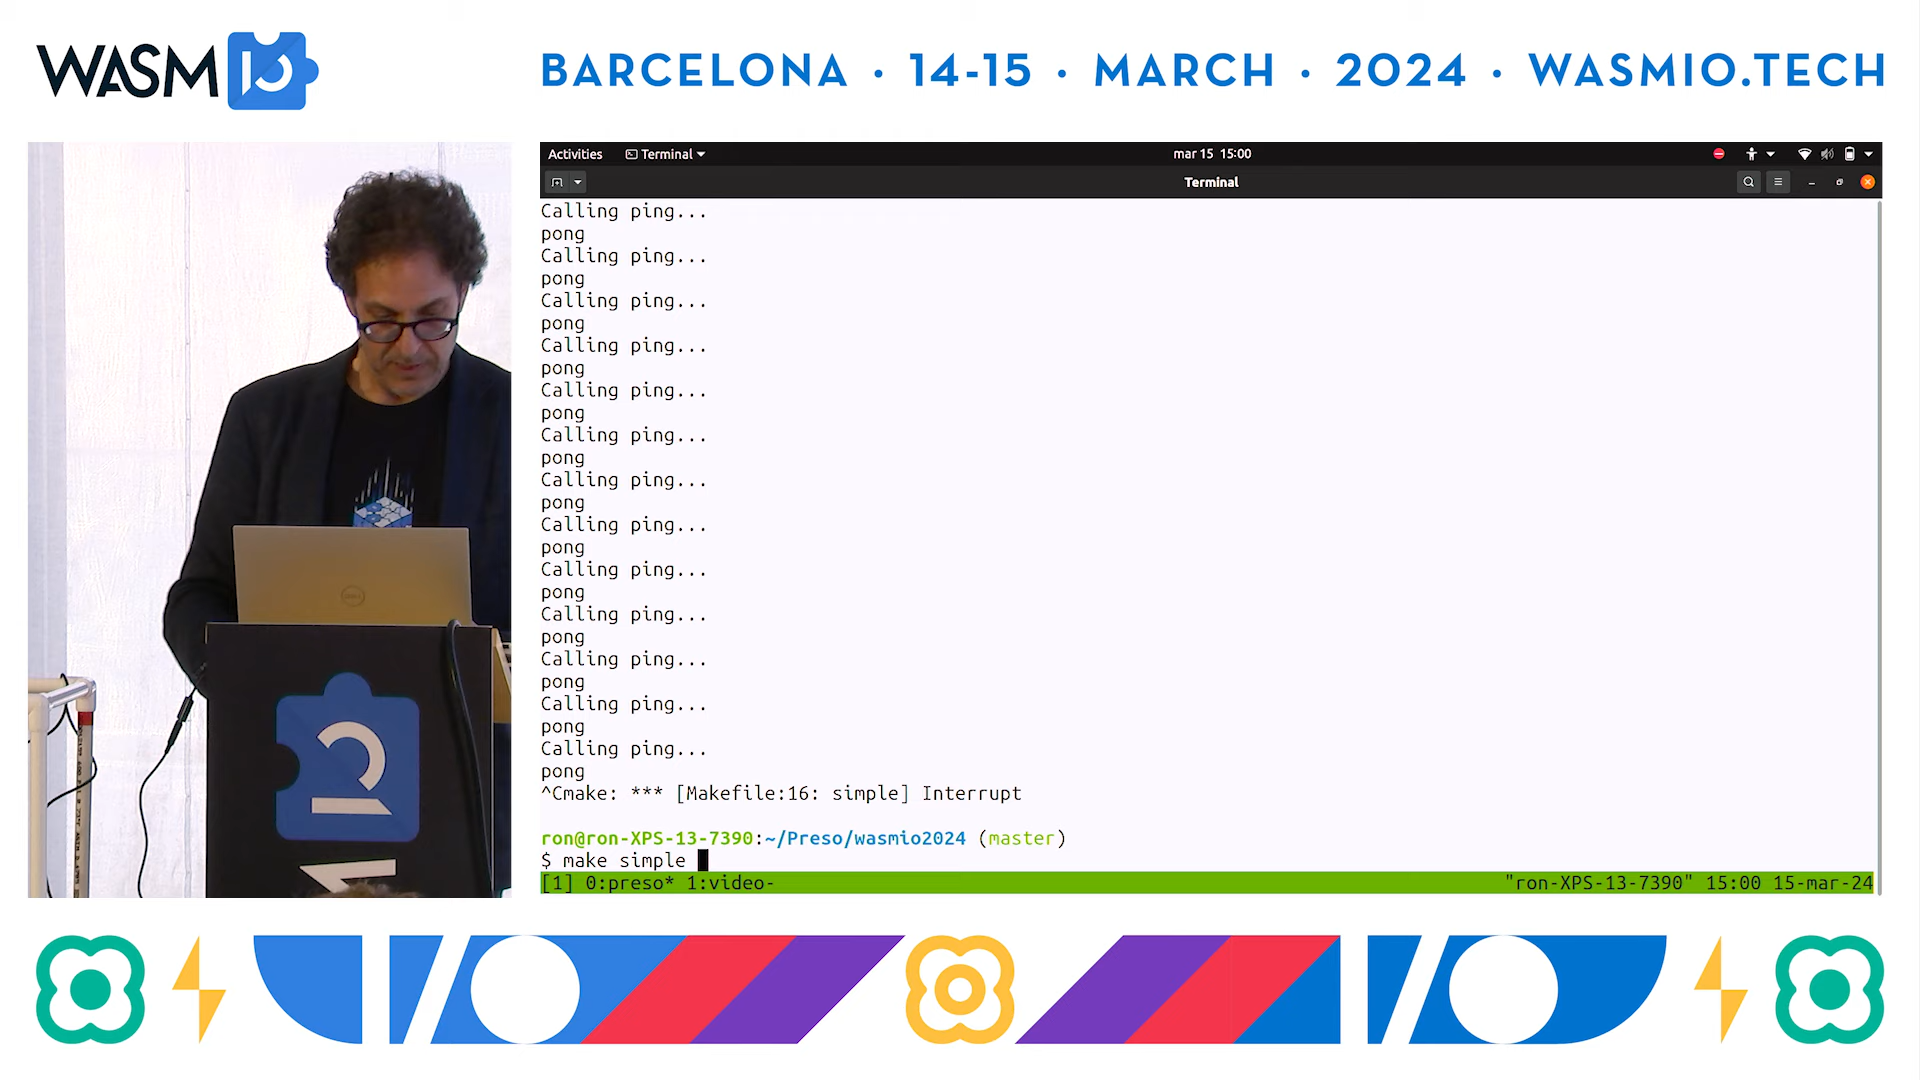 WASM IO
BARCELONA · 14-15 · MARCH · 2024 · WASMIO.TECH
Activities Terminal mar 15 15:00
Terminal
Calling ping...
pong
Calling ping...
pong
Calling ping...
pong
Calling ping...
pong
Calling ping...
pong
Calling ping...
pong
Calling ping...
pong
Calling ping...
pong
Calling ping...
pong
Calling ping...
pong
Calling ping...
pong
Calling ping...
pong
Calling ping...
pong
^Cmake: *** [Makefile:16: simple] Interrupt
ron@ron-XPS-13-7390:~/Preso/wasmio2024 (master)
$ make simple
[1] 0:preso* 1:video- "ron-XPS-13-7390" 15:00 15-mar-24
DELL
IO